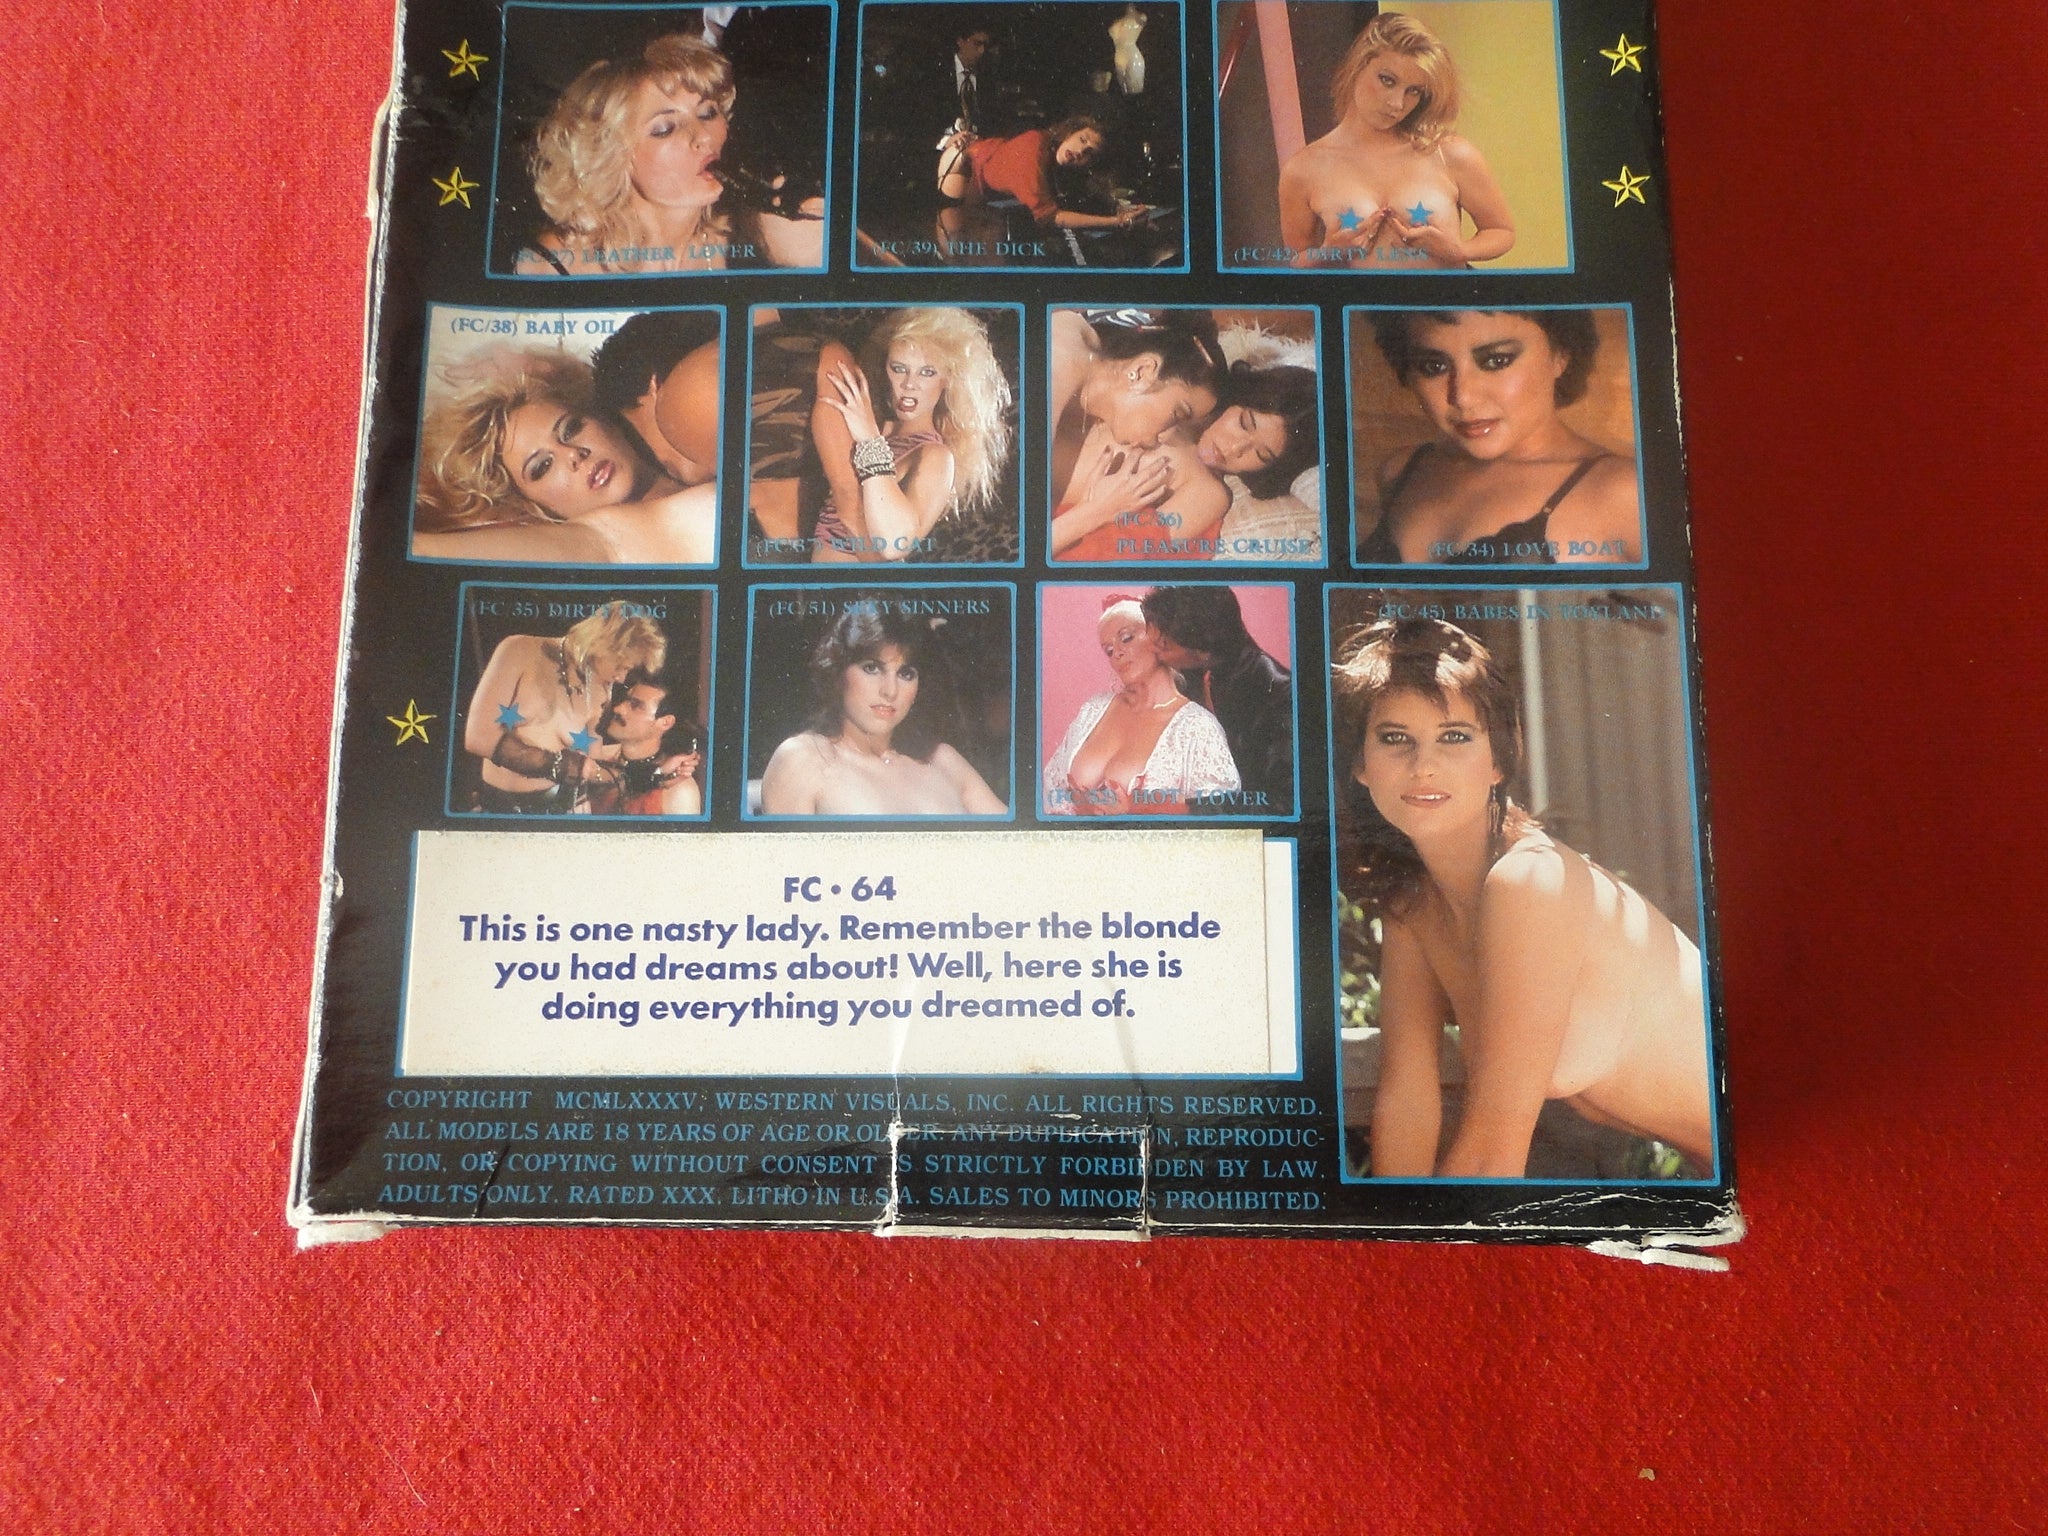 (FC/27) LEATHER LOVER
(FC/39) THE DICK
(FC/42) DIRTY LESS
(FC/38) BABY OIL
(FC/37) WILD CAT
(FC/36)
PLEASURE CRUISE
(FC/34) LOVE BOAT
(FC/35) DIRTY DOG
(FC/51) SEXY SINNERS
(FC/52) HOT LOVER
(FC/45) BABES IN TOYLAND
FC • 64
This is one nasty lady. Remember the blonde
you had dreams about! Well, here she is
doing everything you dreamed of.
COPYRIGHT MCMLXXXV, WESTERN VISUALS, INC. ALL RIGHTS RESERVED.
ALL MODELS ARE 18 YEARS OF AGE OR OLDER. ANY DUPLICATION, REPRODUC-
TION, OR COPYING WITHOUT CONSENT IS STRICTLY FORBIDDEN BY LAW.
ADULTS ONLY. RATED XXX. LITHO IN U.S.A. SALES TO MINORS PROHIBITED.